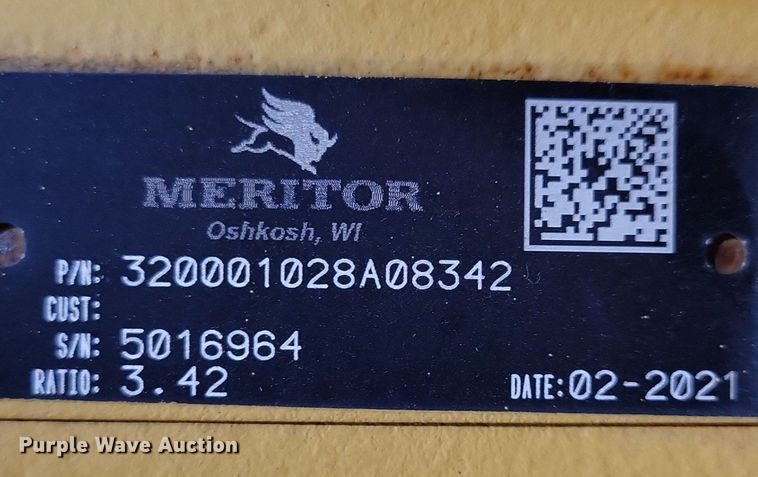 MERITOR
Oshkosh, WI
P/N: 320001028A08342
CUST:
S/N: 5016964
RATIO: 3.42
DATE: 02-2021
Purple Wave Auction